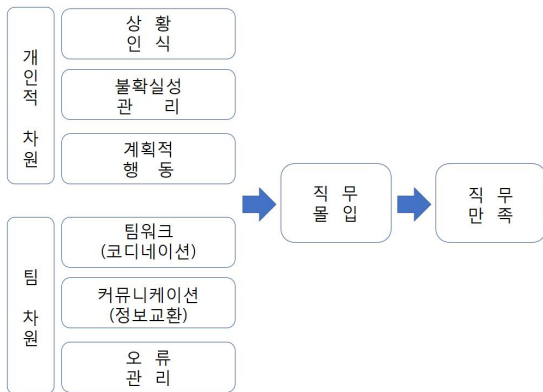 개인적 차원
상 황
인 식
불확실성
관 리
계획적
행 동
팀 차원
팀워크
(코디네이션)
커뮤니케이션
(정보교환)
오 류
관 리
직 무
몰 입
직 무
만 족